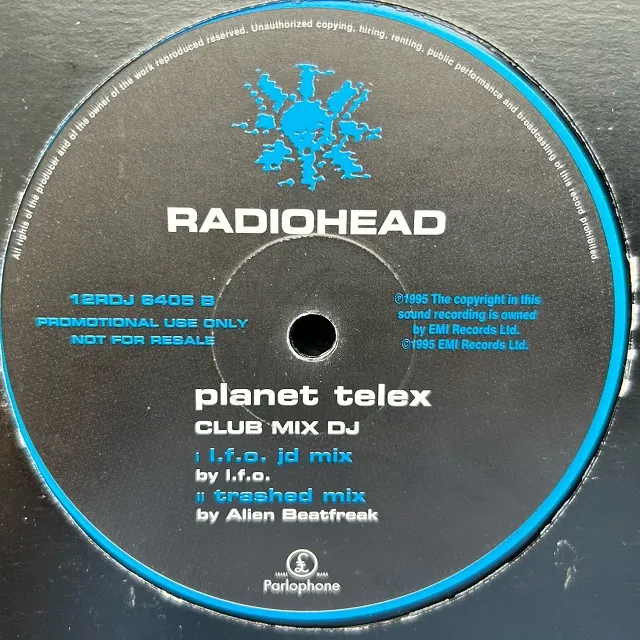 All rights of the producer and of the owner of the work reproduced reserved. Unauthorized copying, hiring, renting, public performance and broadcasting of this record prohibited.
RADIOHEAD
12RDJ 6405 B
PROMOTIONAL USE ONLY
NOT FOR RESALE
℗1995 The copyright in this
sound recording is owned
by EMI Records Ltd.
©1995 EMI Records Ltd.
planet telex
CLUB MIX DJ
i l.f.o. jd mix
by l.f.o.
ii trashed mix
by Alien Beatfreak
£
TRADE MARK
Parlophone